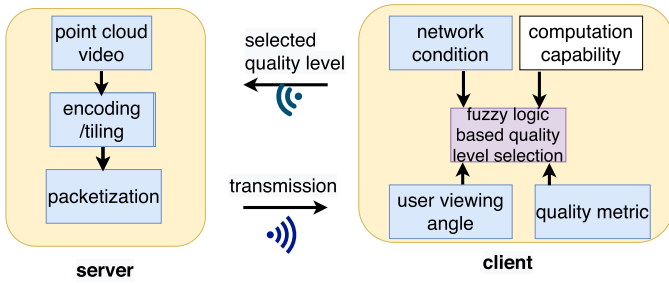 point cloud
video
encoding
/tiling
packetization
server
selected
quality level
transmission
network
condition
computation
capability
fuzzy logic
based quality
level selection
user viewing
angle
quality metric
client